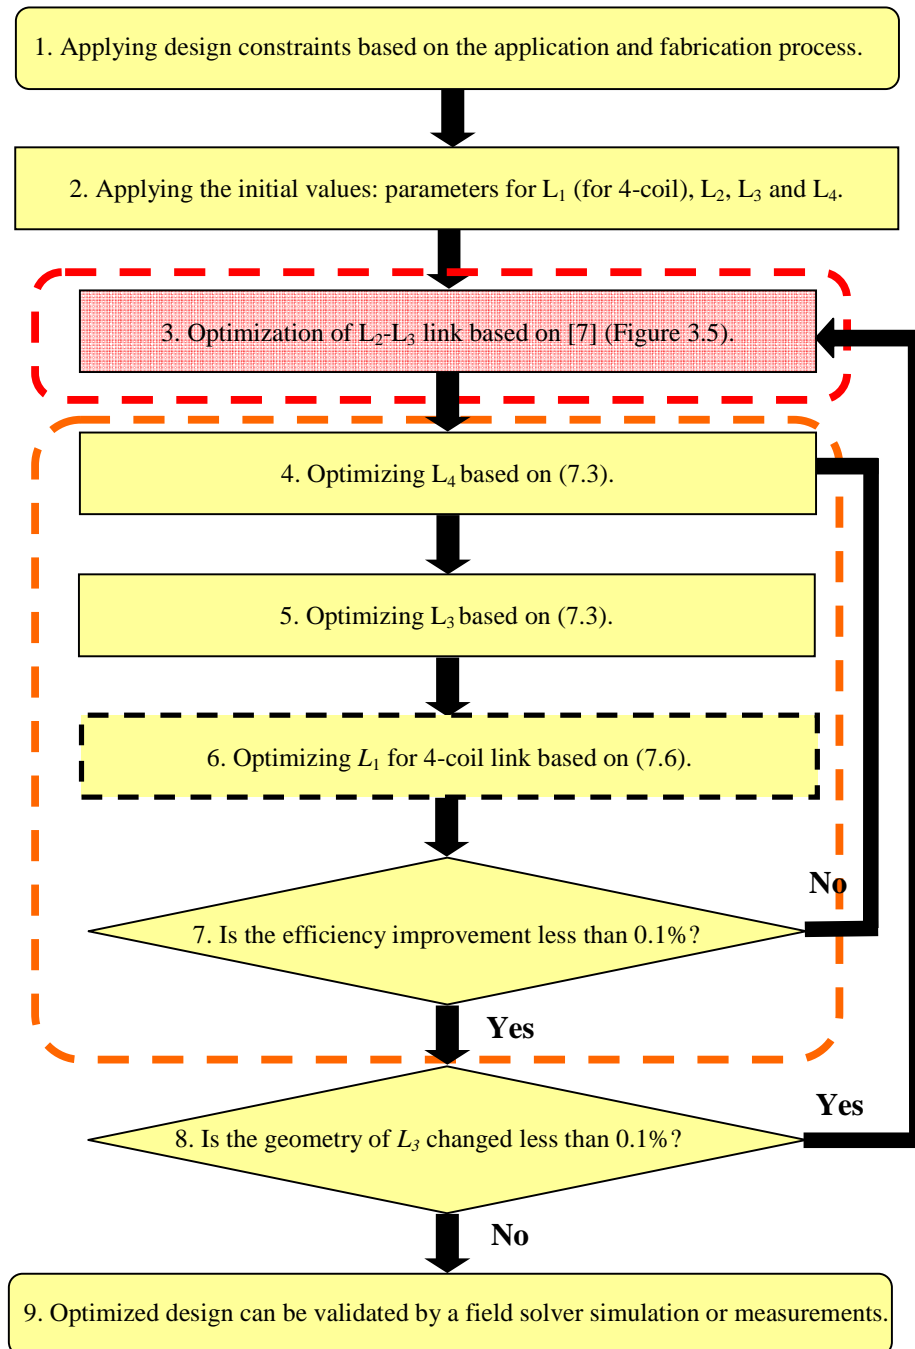 1. Applying design constraints based on the application and fabrication process.
2. Applying the initial values: parameters for L₁ (for 4-coil), L₂, L₃ and L₄.
3. Optimization of L₂-L₃ link based on [7] (Figure 3.5).
4. Optimizing L₄ based on (7.3).
5. Optimizing L₃ based on (7.3).
6. Optimizing L₁ for 4-coil link based on (7.6).
No
7. Is the efficiency improvement less than 0.1%?
Yes
Yes
8. Is the geometry of L₃ changed less than 0.1%?
No
9. Optimized design can be validated by a field solver simulation or measurements.